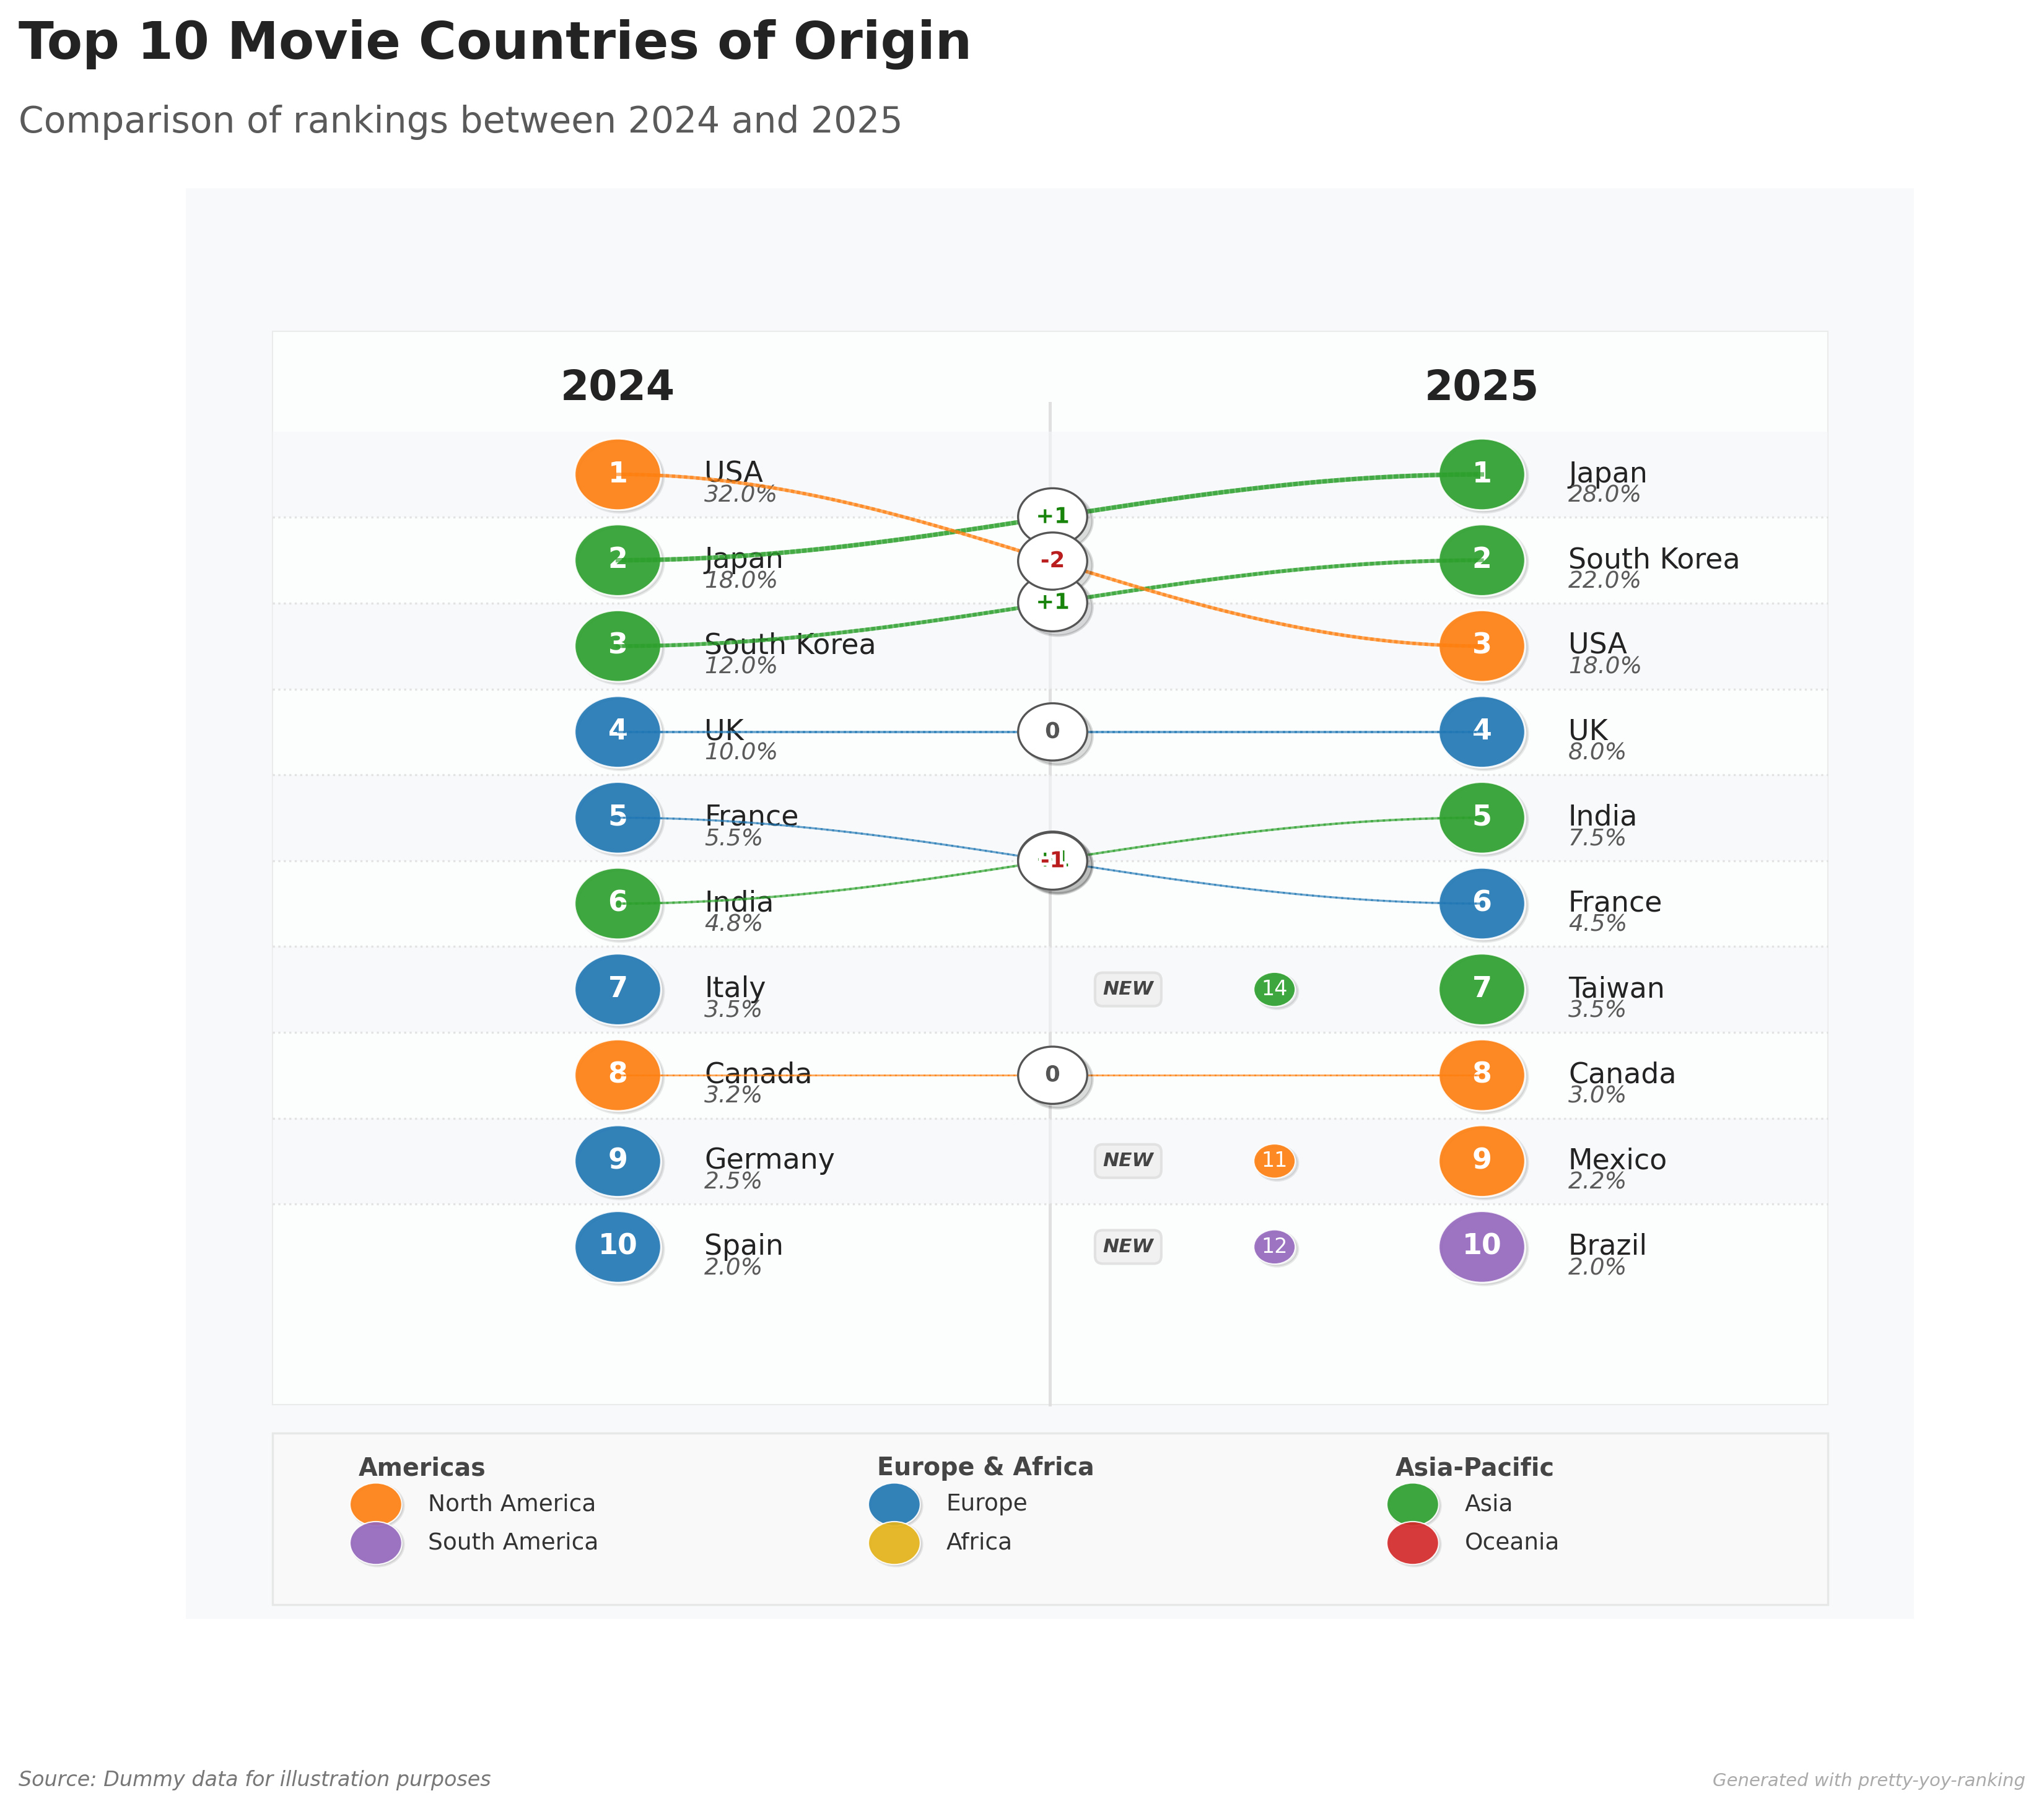 Top 10 Movie Countries of Origin
Comparison of rankings between 2024 and 2025
2024 2025
1 USA 1 Japan
32.0% 28.0%
+1
2 Japan -2 2 South Korea
18.0% 22.0%
+1
3 South Korea 3 USA
12.0% 18.0%
4 UK 0 4 UK
10.0% 8.0%
5 France 5 India
5.5% 7.5%
-1
6 India 6 France
4.8% 4.5%
7 Italy NEW 14 7 Taiwan
3.5% 3.5%
8 Canada 0 8 Canada
3.2% 3.0%
9 Germany NEW 11 9 Mexico
2.5% 2.2%
10 Spain NEW 12 10 Brazil
2.0% 2.0%
Americas Europe & Africa Asia-Pacific
North America Europe Asia
South America Africa Oceania
Source: Dummy data for illustration purposes
Generated with pretty-yoy-ranking